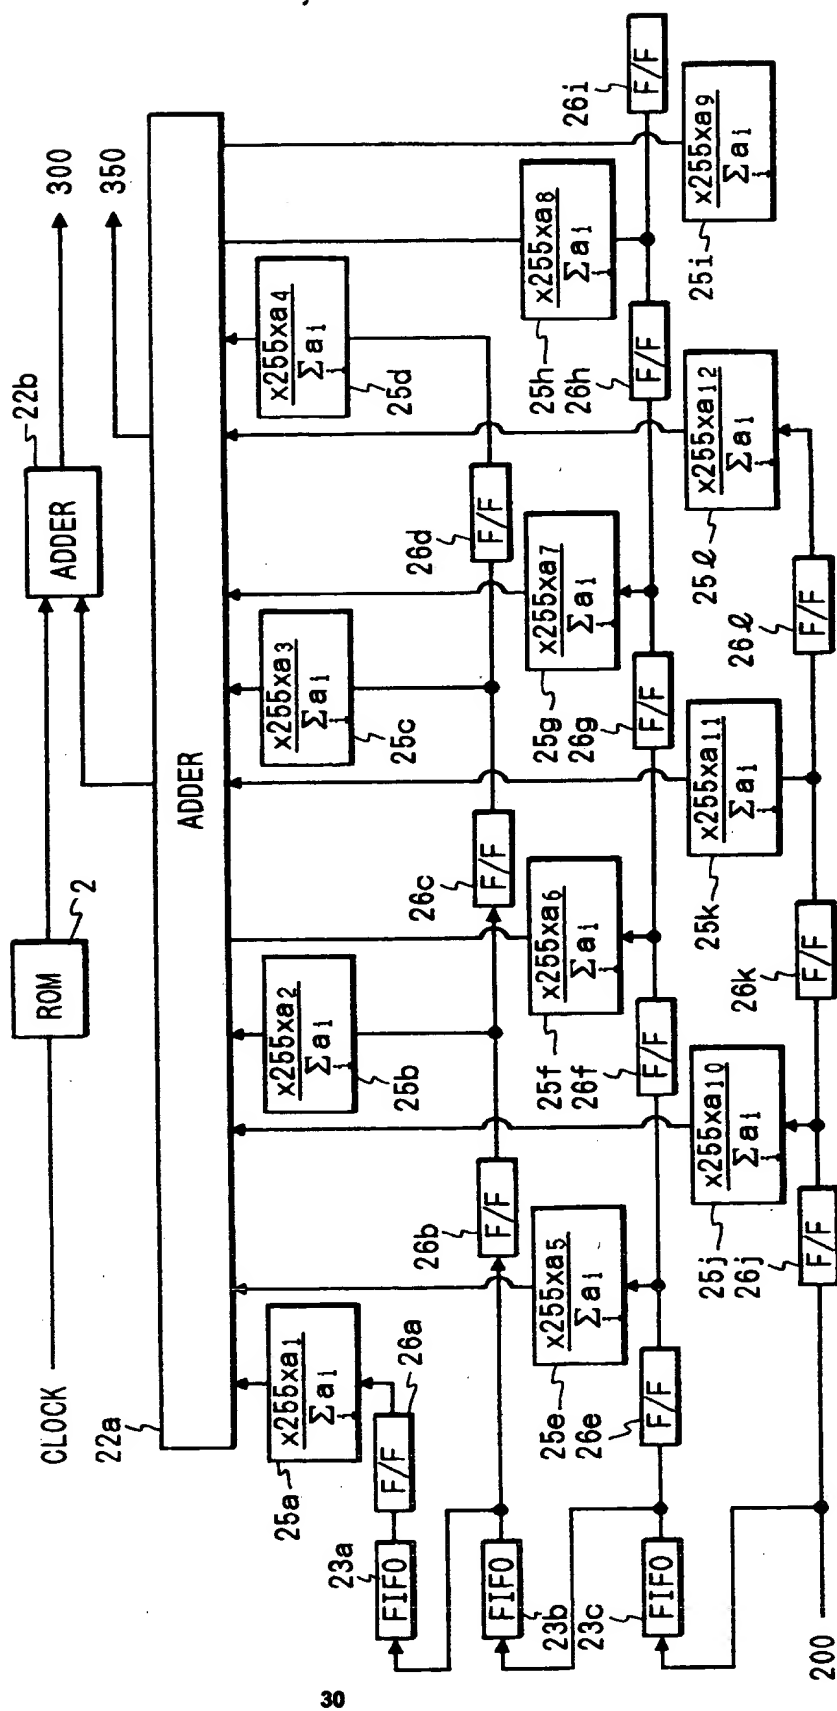 CLOCK
ROM
2
ADDER
22b
300
350
22a
ADDER
25a
x255xa1
Σai
x255xa2
Σai
25b
x255xa3
Σai
25c
x255xa4
Σai
25d
23a
FIFO
F/F
26a
FIFO
23b
26b
F/F
26c
F/F
26d
F/F
25e
x255xa5
Σai
25f
x255xa6
Σai
25g
x255xa7
Σai
25h
x255xa8
Σai
23c
FIFO
26e
F/F
26f
F/F
26g
F/F
26h
F/F
26i
F/F
25j
x255xa10
Σai
25k
x255xa11
Σai
25ℓ
x255xa12
Σai
25i
x255xa9
Σai
200
26j
F/F
26k
F/F
26ℓ
F/F
30